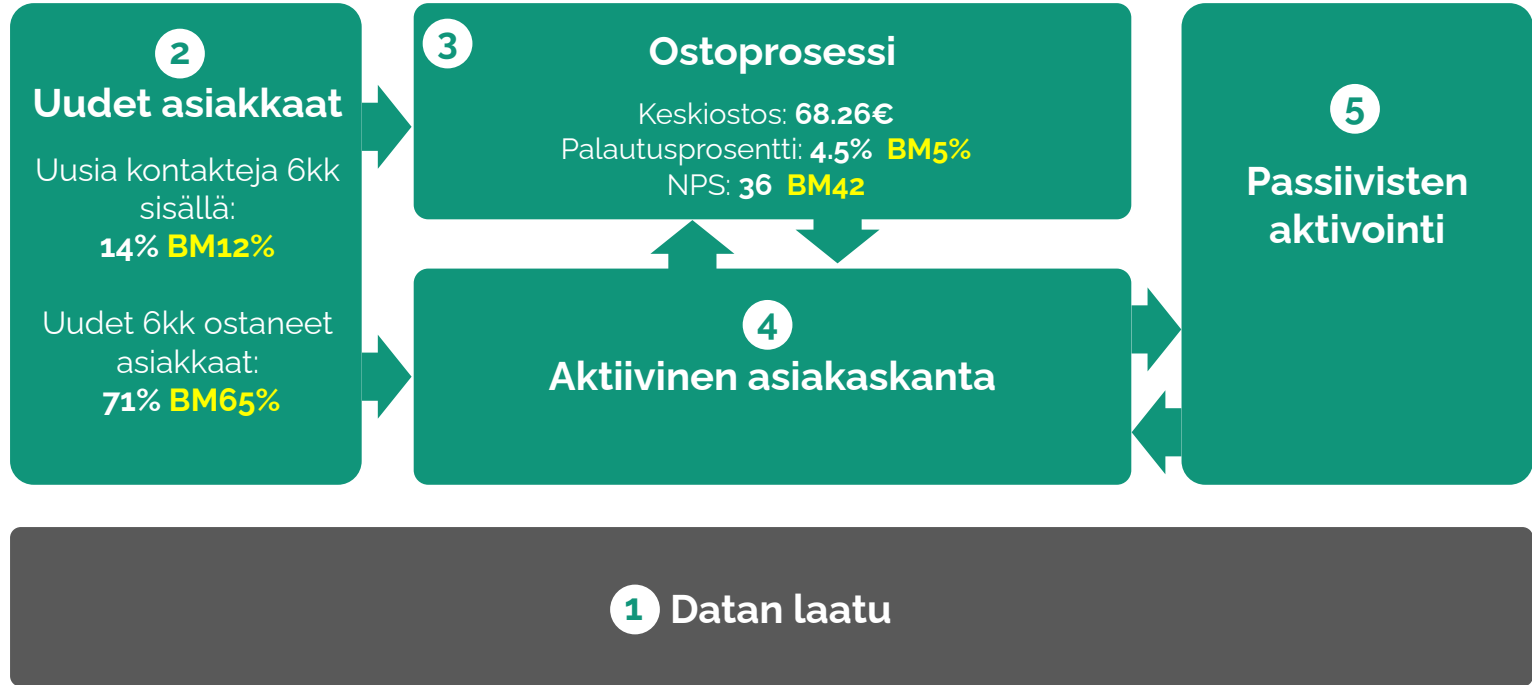 2
Uudet asiakkaat
Uusia kontakteja 6kk
sisällä:
14% BM12%
Uudet 6kk ostaneet
asiakkaat:
71% BM65%
3
Ostoprosessi
Keskiostos: 68.26€
Palautusprosentti: 4.5% BM5%
NPS: 36 BM42
4
Aktiivinen asiakaskanta
5
Passiivisten
aktivointi
1 Datan laatu